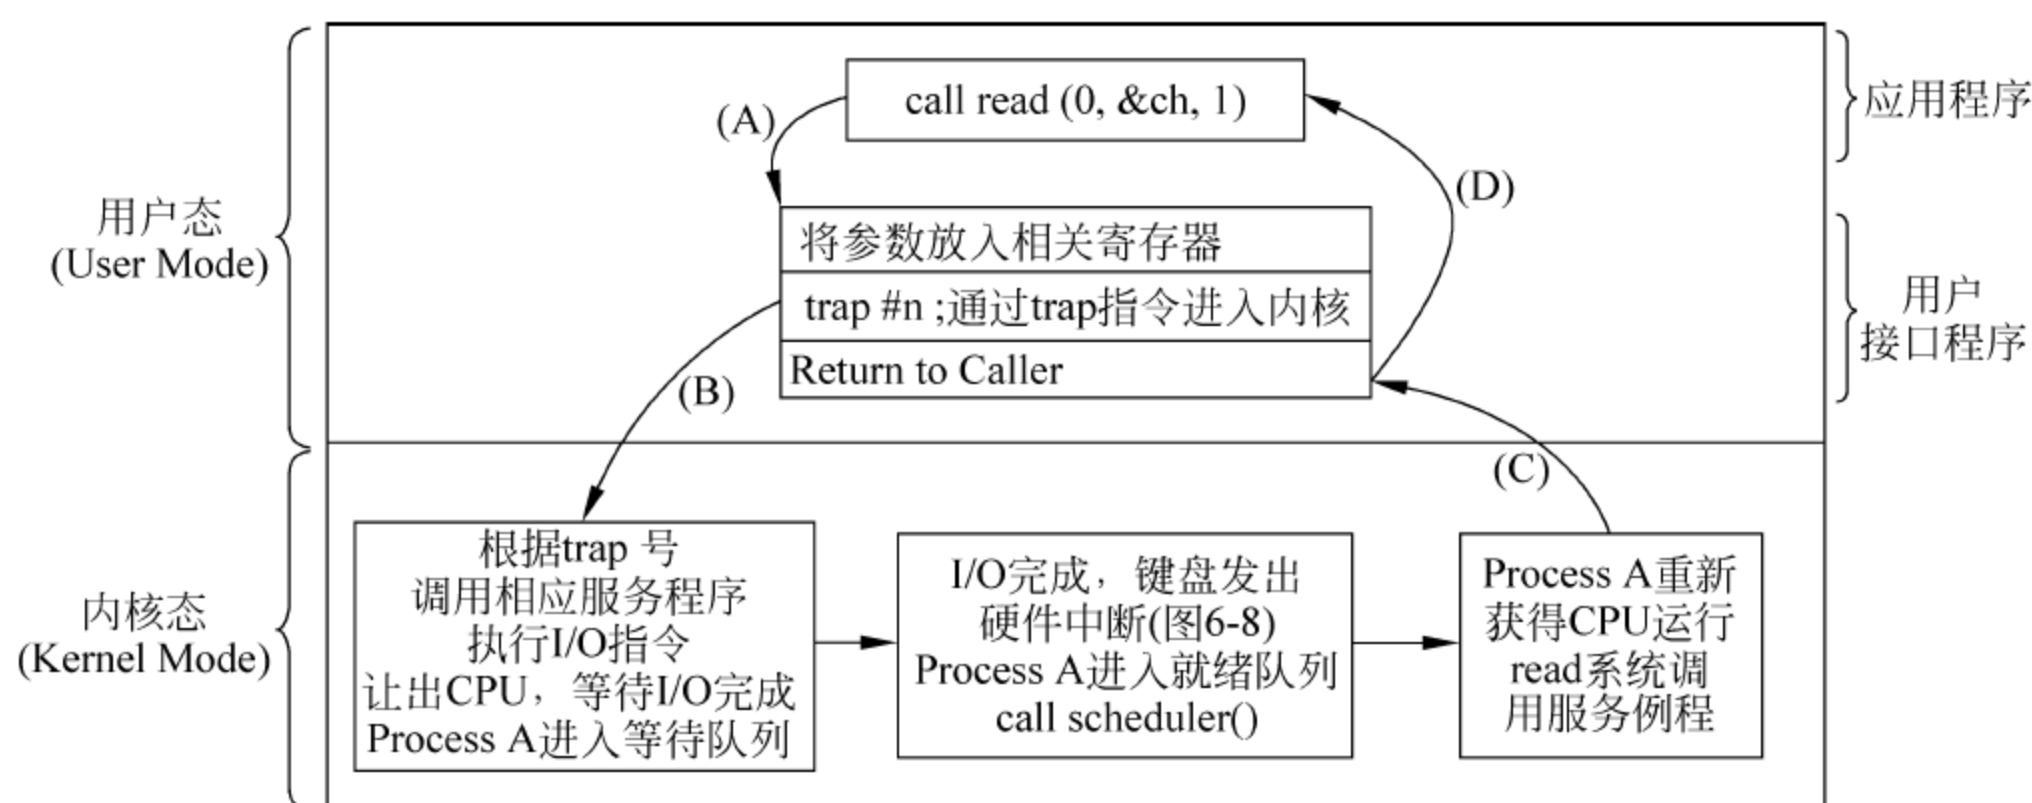 call read (0, &ch, 1)
应用程序
(A)
(D)
用户态
(User Mode)
将参数放入相关寄存器
trap #n ;通过trap指令进入内核
Return to Caller
用户
接口程序
(B)
(C)
内核态
(Kernel Mode)
根据trap 号
调用相应服务程序
执行I/O指令
让出CPU，等待I/O完成
Process A进入等待队列
I/O完成，键盘发出
硬件中断(图6-8)
Process A进入就绪队列
call scheduler()
Process A重新
获得CPU运行
read系统调
用服务例程